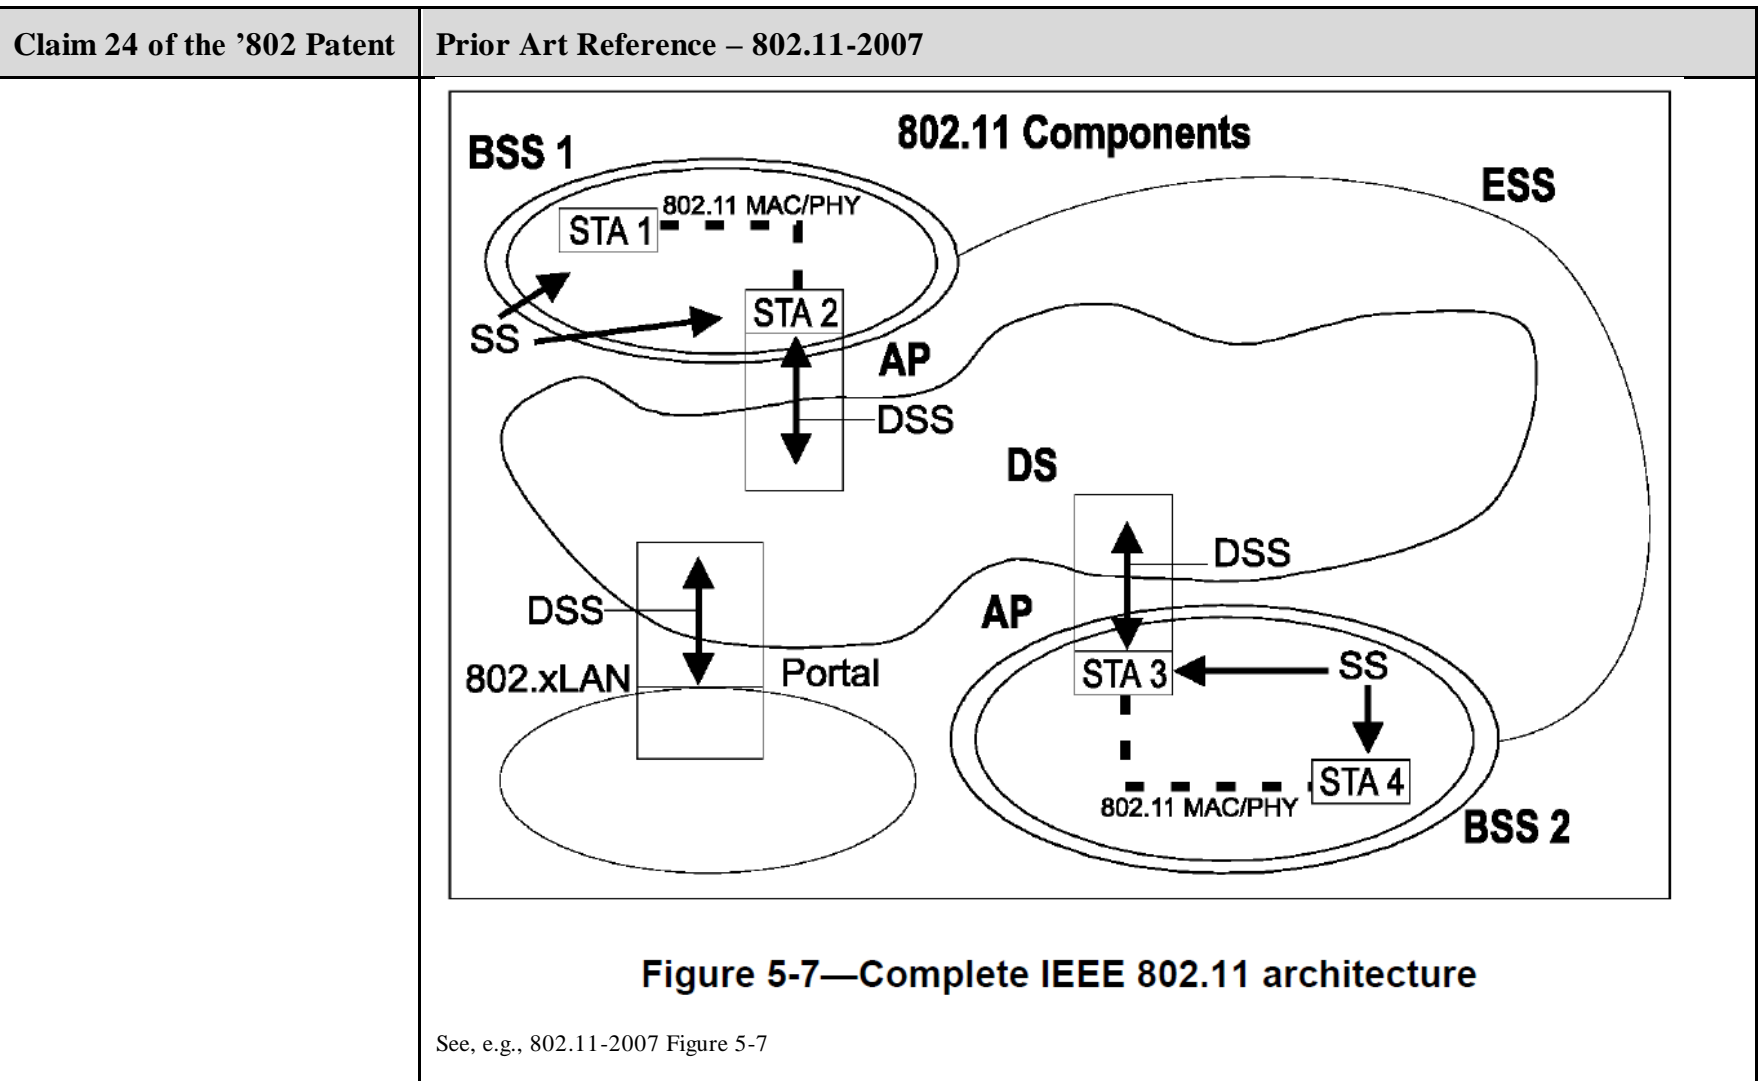 Claim 24 of the ’802 Patent
Prior Art Reference – 802.11-2007
802.11 Components
BSS 1
ESS
802.11 MAC/PHY
STA 1
STA 2
SS
AP
DSS
DS
DSS
DSS
AP
802.xLAN
Portal
STA 3
SS
STA 4
802.11 MAC/PHY
BSS 2
Figure 5-7—Complete IEEE 802.11 architecture
See, e.g., 802.11-2007 Figure 5-7